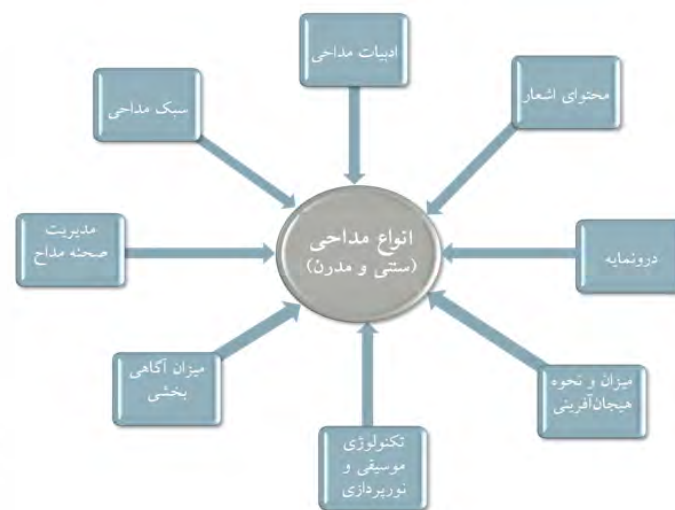 ادبیات مداحی
محتوای اشعار
سبک مداحی
انواع مداحی
(سنتی و مدرن)
مدیریت
صحنه مداح
درونمایه
میزان آگاهی
بخشی
میزان و نحوه
هیجان‌آفرینی
تکنولوژی
موسیقی و
نورپردازی